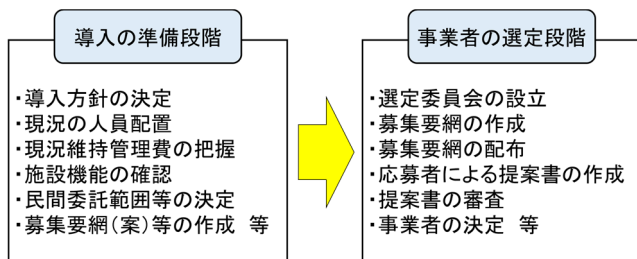 導入の準備段階
・導入方針の決定
・現況の人員配置
・現況維持管理費の把握
・施設機能の確認
・民間委託範囲等の決定
・募集要網(案)等の作成 等
事業者の選定段階
・選定委員会の設立
・募集要網の作成
・募集要網の配布
・応募者による提案書の作成
・提案書の審査
・事業者の決定 等